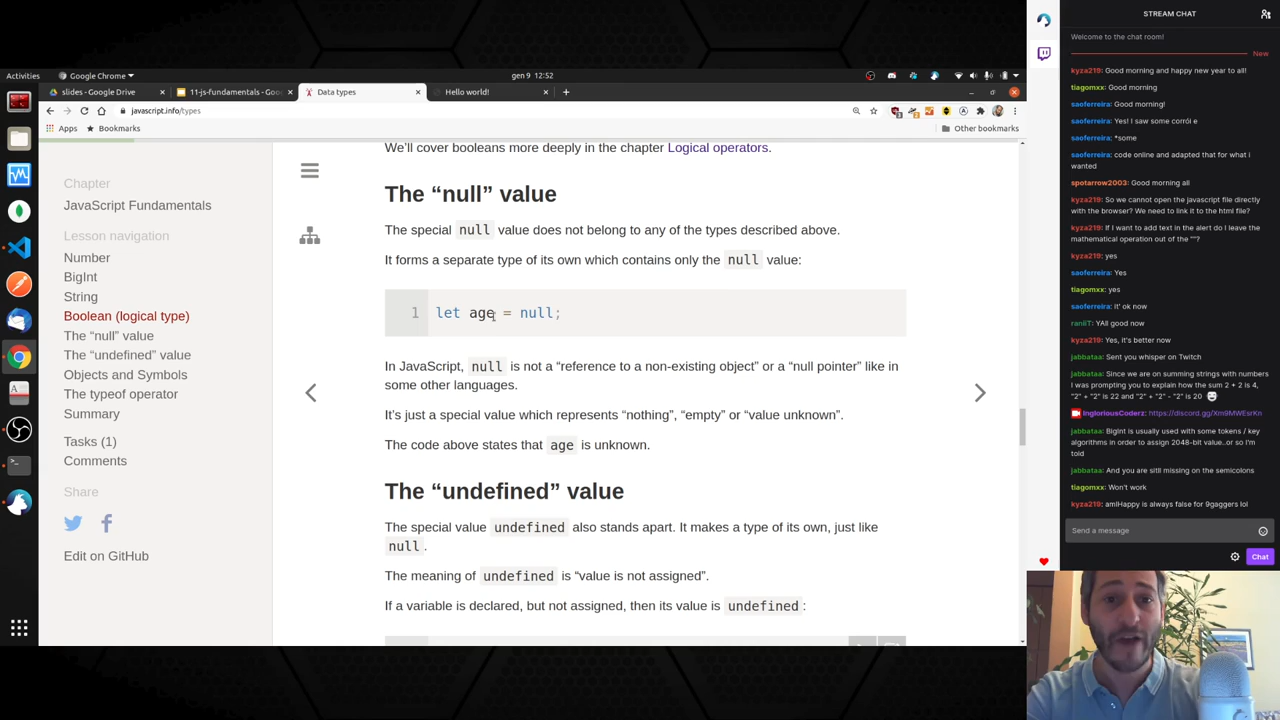 Activities
Google Chrome
gen 9 12:52
slides - Google Drive
11-js-fundamentals - Goo
Data types
Hello world!
javascript.info/types
Apps
Bookmarks
Other bookmarks
Chapter
JavaScript Fundamentals
Lesson navigation
Number
BigInt
String
Boolean (logical type)
The “null” value
The “undefined” value
Objects and Symbols
The typeof operator
Summary
Tasks (1)
Comments
Share
Edit on GitHub
We’ll cover booleans more deeply in the chapter Logical operators.
The “null” value
The special null value does not belong to any of the types described above.
It forms a separate type of its own which contains only the null value:
1 let age = null;
In JavaScript, null is not a “reference to a non-existing object” or a “null pointer” like in
some other languages.
It’s just a special value which represents “nothing”, “empty” or “value unknown”.
The code above states that age is unknown.
The “undefined” value
The special value undefined also stands apart. It makes a type of its own, just like
null.
The meaning of undefined is “value is not assigned”.
If a variable is declared, but not assigned, then its value is undefined:
STREAM CHAT
Welcome to the chat room!
New
kyza219: Good morning and happy new year to all!
tiagomxx: Good morning
saoferreira: Good morning!
saoferreira: Yes! I saw some corrói e
saoferreira: *some
saoferreira: code online and adapted that for what i
wanted
spotarrow2003: Good morning all
kyza219: So we cannot open the javascript file directly
with the browser? We need to link it to the html file?
kyza219: If I want to add text in the alert do I leave the
mathematical operation out of the ""?
kyza219: yes
saoferreira: Yes
tiagomxx: yes
saoferreira: it' ok now
raniiT: YAll good now
kyza219: Yes, it's better now
jabbataa: Sent you whisper on Twitch
jabbataa: Since we are on summing strings with numbers
I was prompting you to explain how the sum 2 + 2 is 4,
"2" + "2" is 22 and "2" + "2" - "2" is 20
IngloriousCoderz: https://discord.gg/Xm9MWEsrKn
jabbataa: BigInt is usually used with some tokens / key
algorithms in order to assign 2048-bit value..or so I'm
told
jabbataa: And you are sitll missing on the semicolons
tiagomxx: Won't work
kyza219: amIHappy is always false for 9gaggers lol
Send a message
Chat